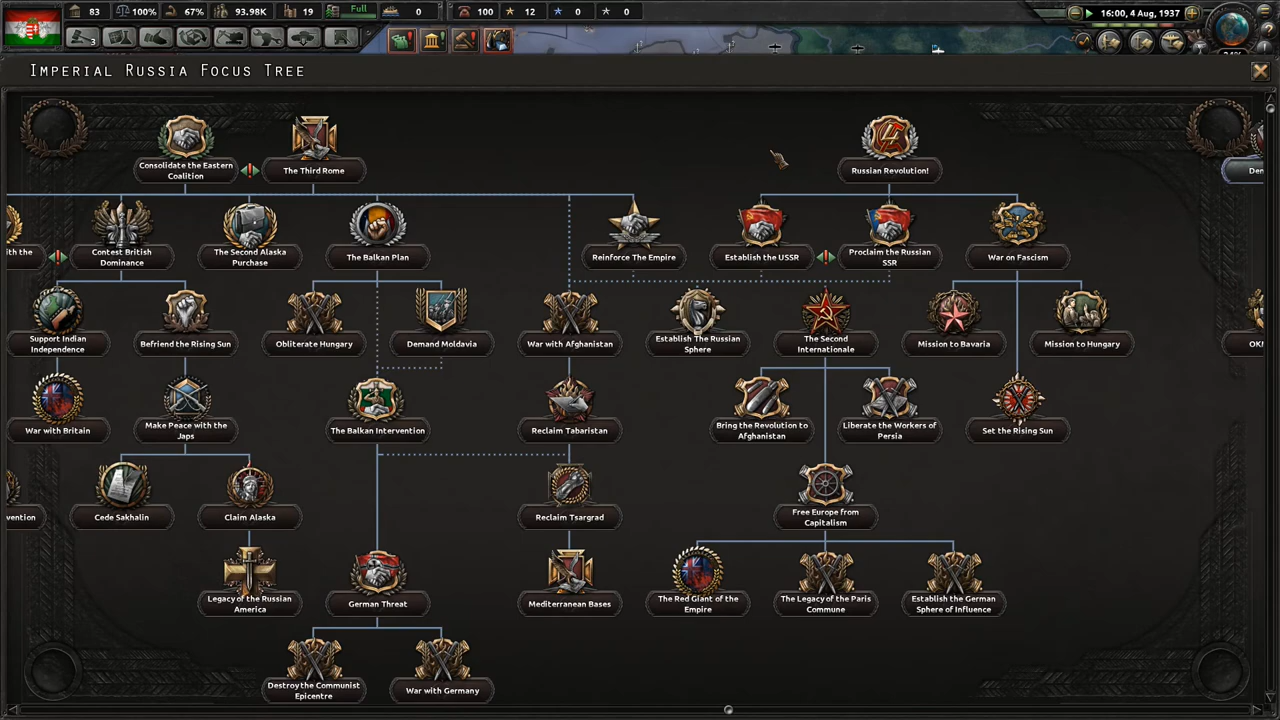 83
100%
67%
93.98K
19
Full
0
100
12
0
0
16:00, 4 Aug, 1937
3
Imperial Russia Focus Tree
Consolidate the Eastern
Coalition
The Third Rome
Russian Revolution!
Den
ith the
Contest British
Dominance
The Second Alaska
Purchase
The Balkan Plan
Reinforce The Empire
Establish the USSR
Proclaim the Russian
SSR
War on Fascism
Support Indian
Independence
Befriend the Rising Sun
Obliterate Hungary
Demand Moldavia
War with Afghanistan
Establish The Russian
Sphere
The Second
Internationale
Mission to Bavaria
Mission to Hungary
OK!
War with Britain
Make Peace with the
Japs
The Balkan Intervention
Reclaim Tabaristan
Bring the Revolution to
Afghanistan
Liberate the Workers of
Persia
Set the Rising Sun
vention
Cede Sakhalin
Claim Alaska
Reclaim Tsargrad
Free Europe from
Capitalism
Legacy of the Russian
America
German Threat
Mediterranean Bases
The Red Giant of the
Empire
The Legacy of the Paris
Commune
Establish the German
Sphere of Influence
Destroy the Communist
Epicentre
War with Germany